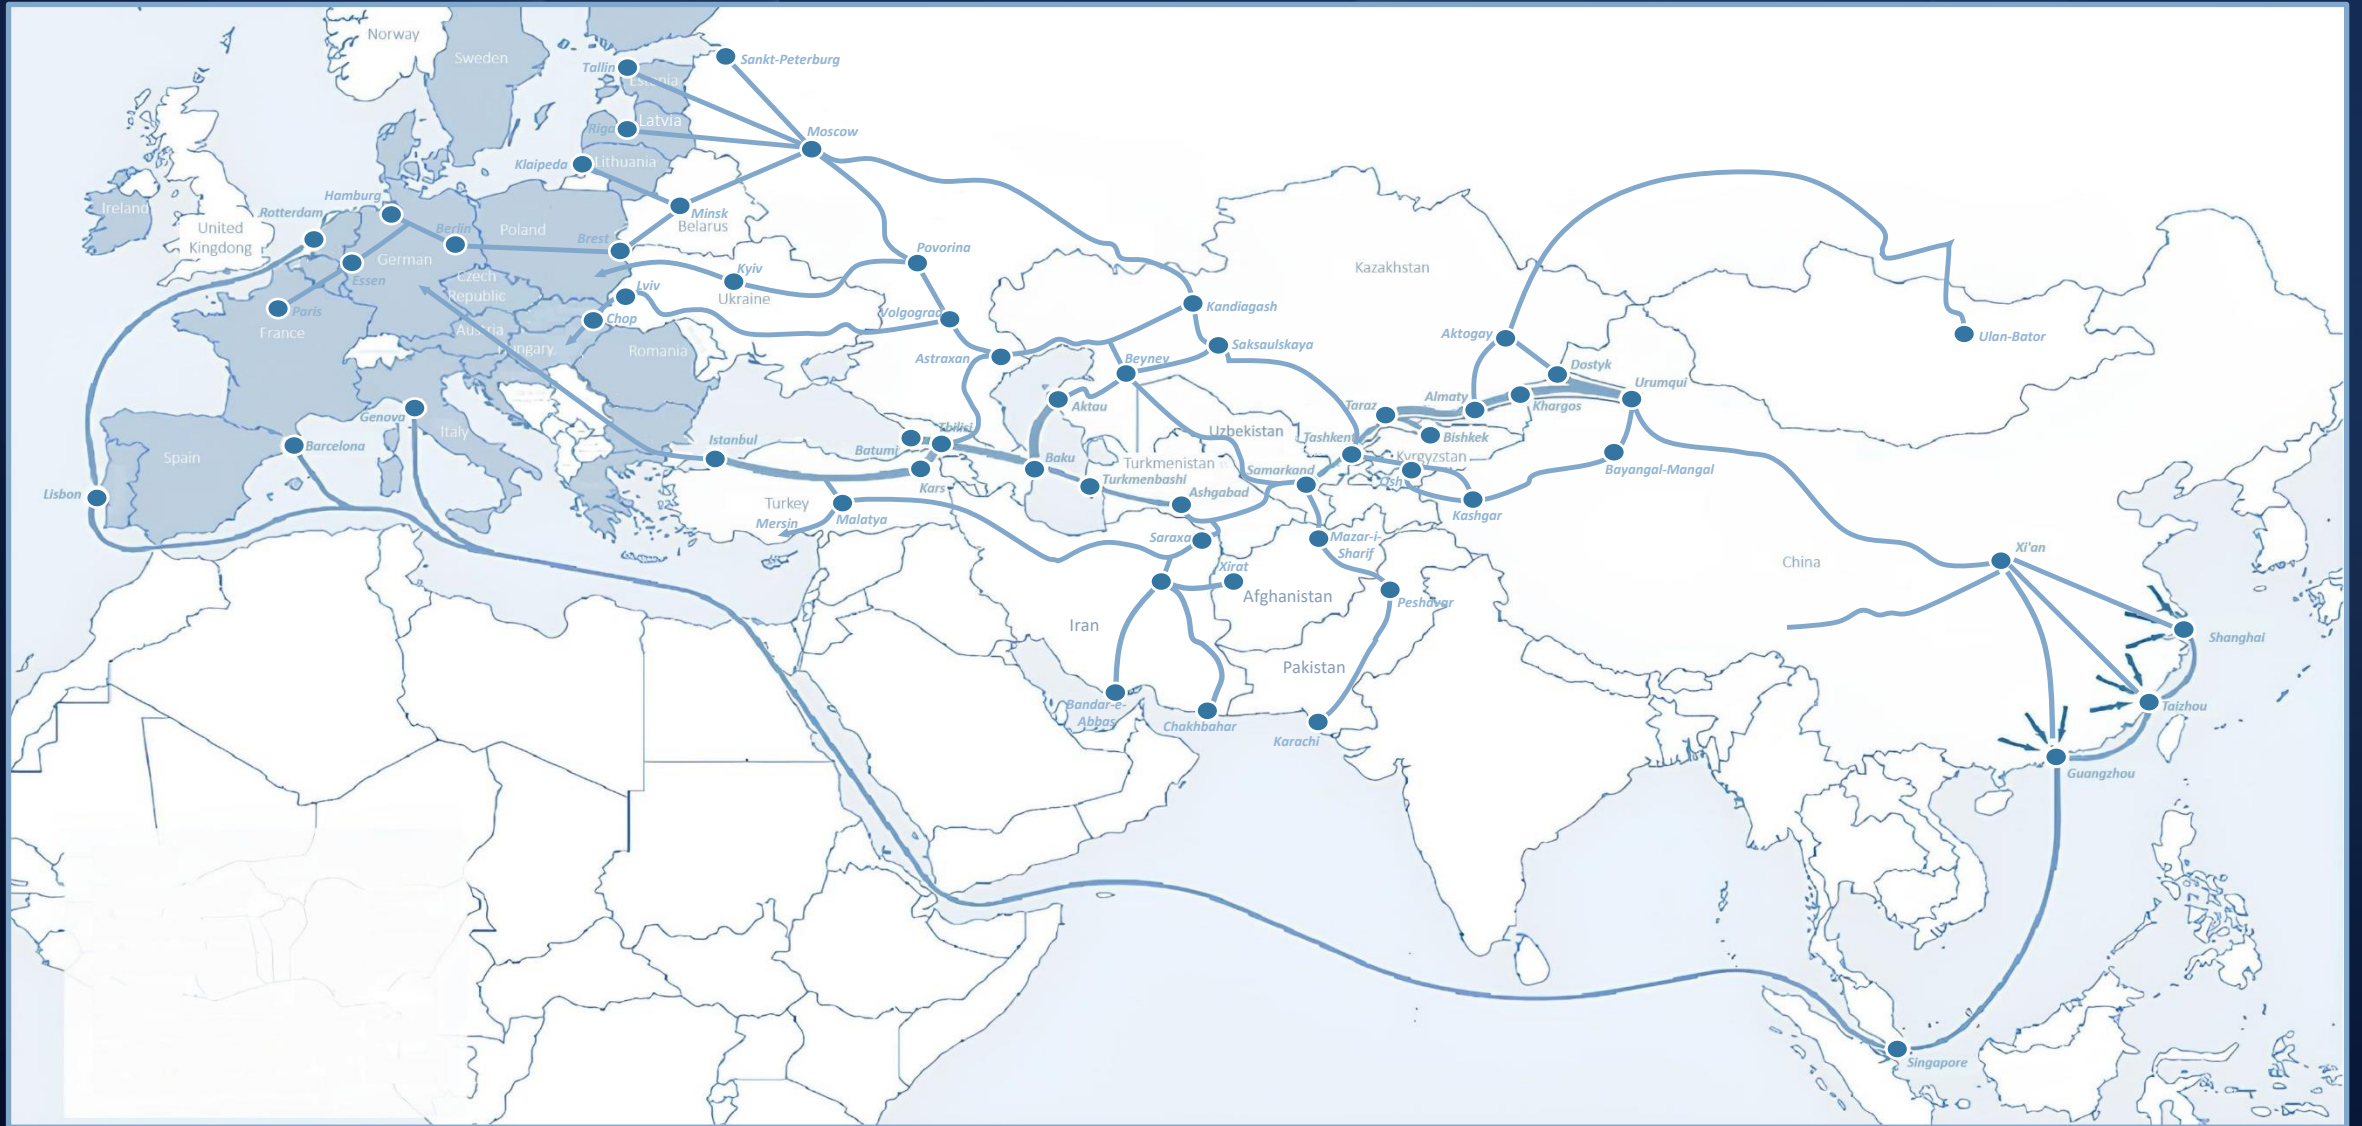 Norway
Sweden
Sankt-Peterburg
Tallin
Estonia
Riga
Latvia
Moscow
Klaipeda
Lithuania
Ireland
Hamburg
Rotterdam
United
Kingdong
Berlin
Poland
Brest
Minsk
Belarus
Povorina
German
Essen
Czech
Republic
Kyiv
Ukraine
Lviv
Kazakhstan
Paris
France
Austria
Chop
Volgograd
Kandiagash
Aktogay
Ulan-Bator
Hungary
Romania
Astraxan
Beyney
Saksaulskaya
Dostyk
Urumqui
Genova
Aktau
Taraz
Almaty
Khargos
Barcelona
Italy
Istanbul
Batumi
Tbilisi
Uzbekistan
Tashkent
Bishkek
Spain
Baku
Turkmenistan
Turkmenbashi
Samarkand
Kyrgyzstan
Osh
Bayangal-Mangal
Lisbon
Kars
Ashgabad
Turkey
Malatya
Mersin
Kashgar
Saraxa
Mazar-i-
Sharif
Xi'an
China
Xirat
Afghanistan
Peshavar
Iran
Shanghai
Pakistan
Bandar-e-
Abbas
Chakhbahar
Karachi
Taizhou
Guangzhou
Singapore